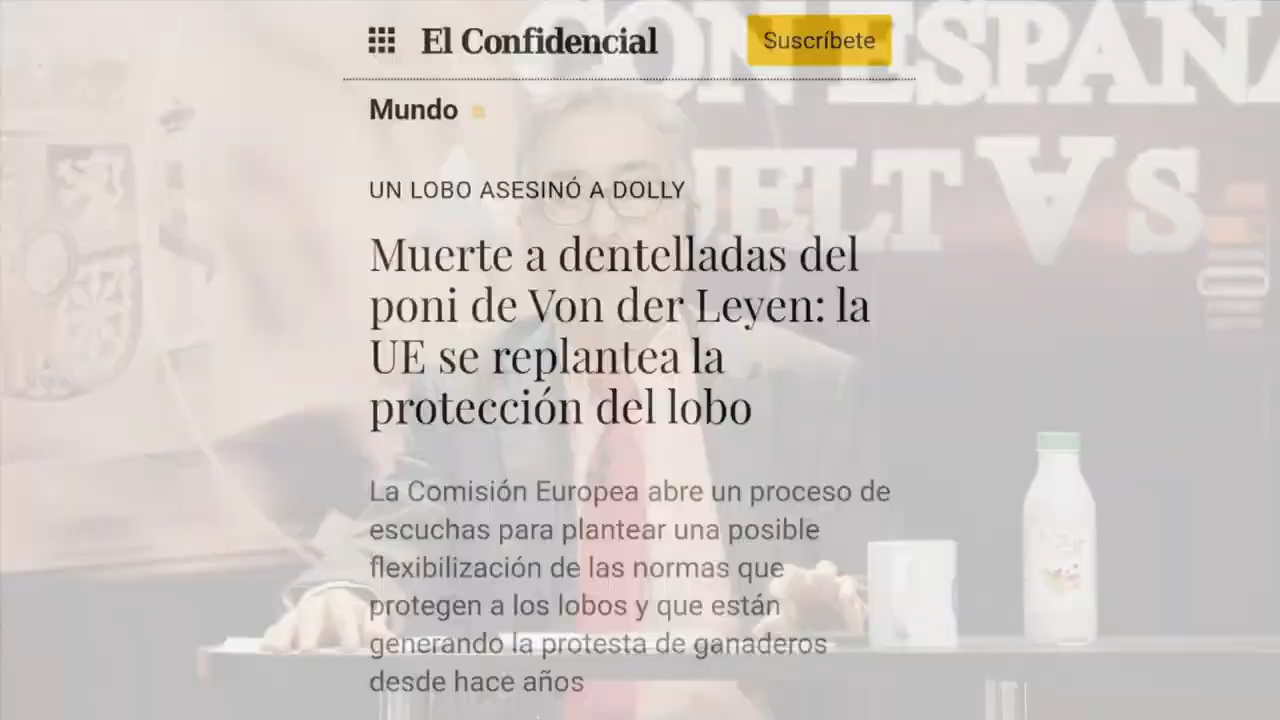 El Confidencial
Suscríbete
Mundo
CON ESPAÑA
UN LOBO ASESINÓ A DOLLY
Muerte a dentelladas del
poni de Von der Leyen: la
UE se replantea la
protección del lobo
La Comisión Europea abre un proceso de
escuchas para plantear una posible
flexibilización de las normas que
protegen a los lobos y que están
generando la protesta de ganaderos
desde hace años